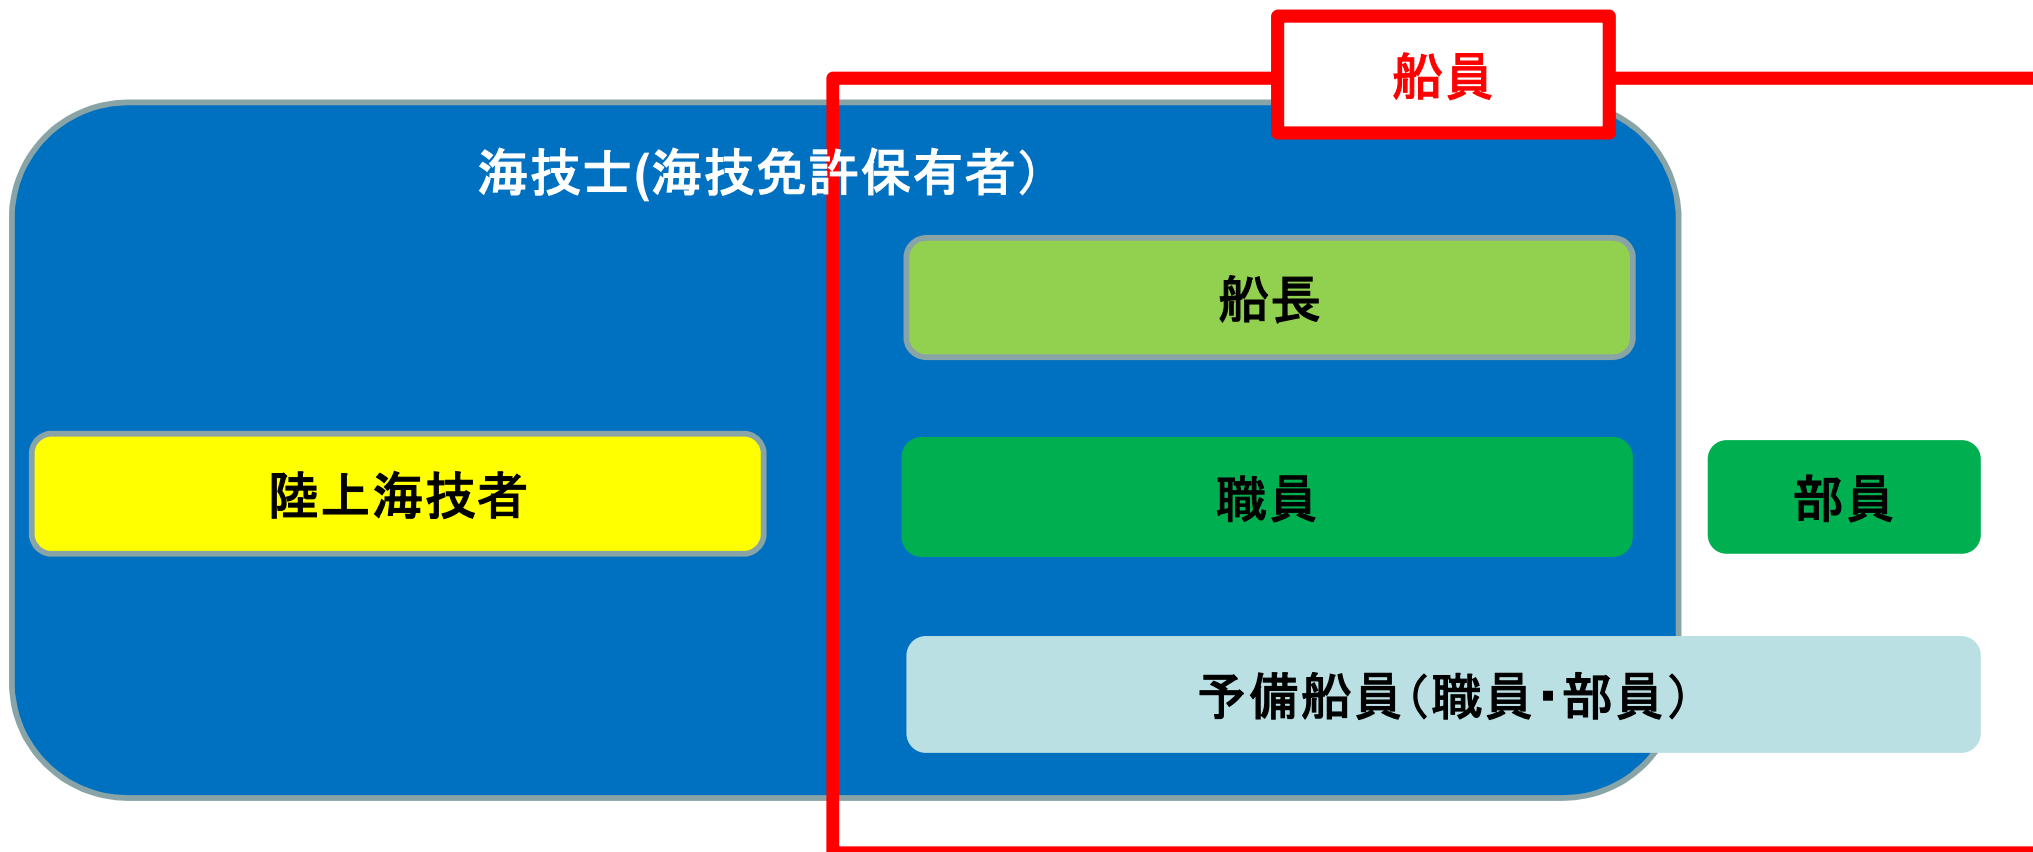 船員
海技士(海技免許保有者）
船長
陸上海技者
職員
部員
予備船員（職員・部員）